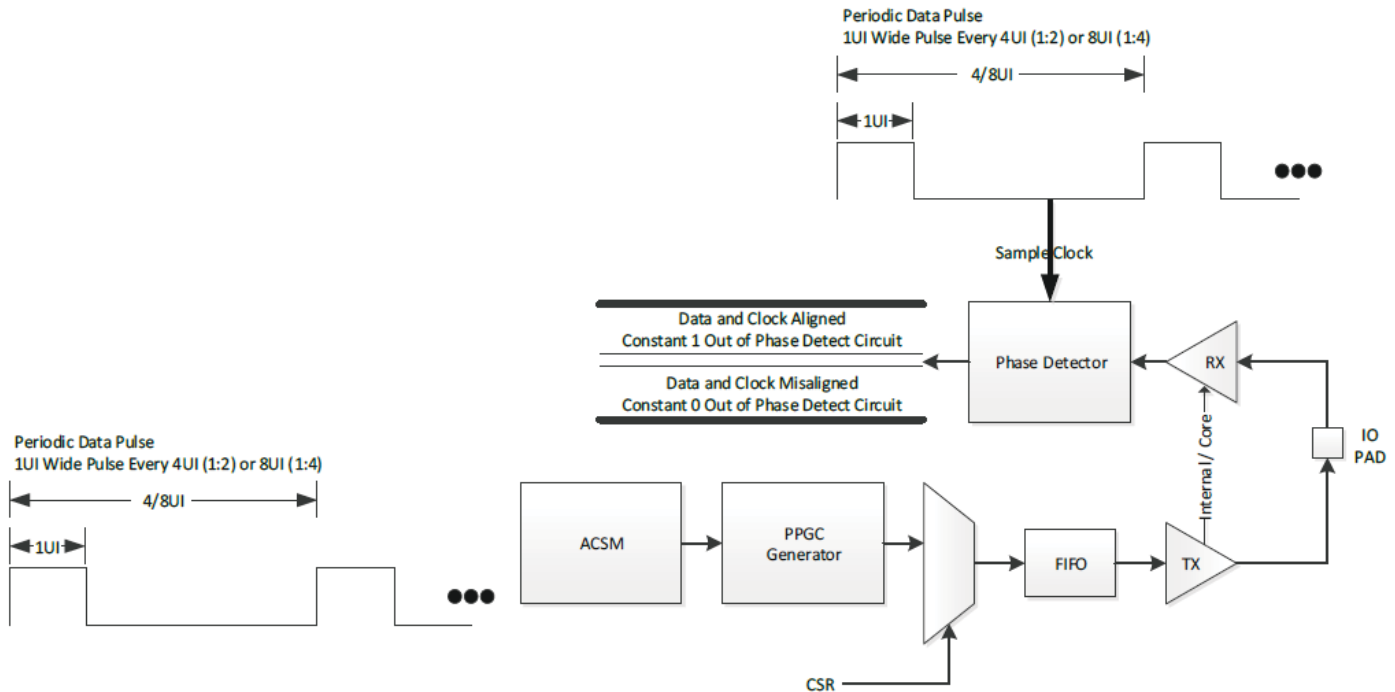 Periodic Data Pulse
1UI Wide Pulse Every 4UI (1:2) or 8UI (1:4)
4/8UI
1UI
Sample Clock
Data and Clock Aligned
Constant 1 Out of Phase Detect Circuit
Data and Clock Misaligned
Constant 0 Out of Phase Detect Circuit
Phase Detector
RX
Internal / Core
IO
PAD
Periodic Data Pulse
1UI Wide Pulse Every 4UI (1:2) or 8UI (1:4)
4/8UI
1UI
ACSM
PPGC
Generator
FIFO
TX
CSR